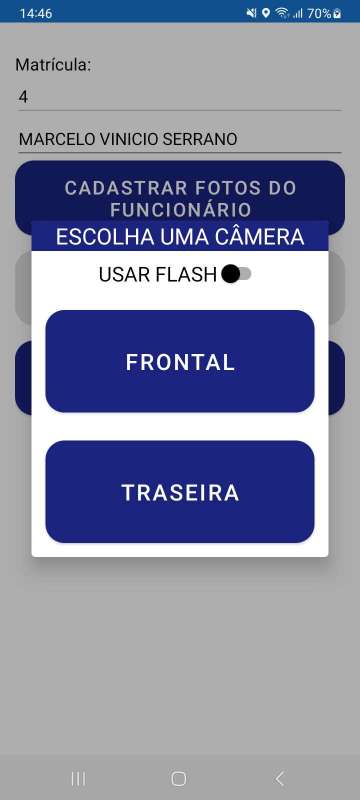 14:46
70%
Matrícula:
4
MARCELO VINICIO SERRANO
CADASTRAR FOTOS DO
FUNCIONÁRIO
ESCOLHA UMA CÂMERA
USAR FLASH
FRONTAL
TRASEIRA